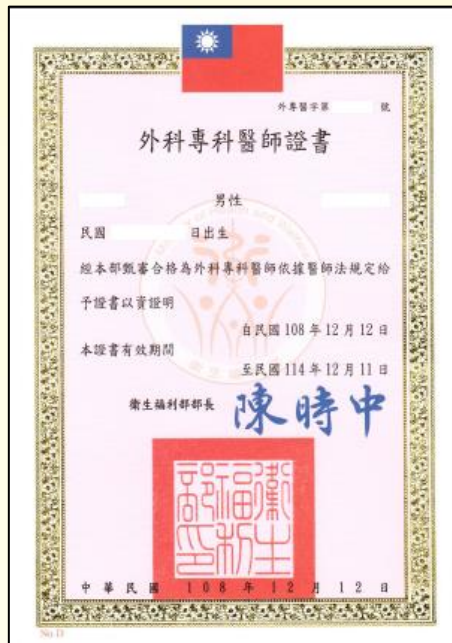 外專醫字第 號
外科專科醫師證書
男性
民國 日出生
經本部甄審合格為外科專科醫師依據醫師法規定給
予證書以資證明
自民國 108 年 12 月 12 日
本證書有效期間
至民國 114 年 12 月 11 日
衛生福利部部長 陳時中
衛生福利部印
中華民國 108 年 12 月 12 日
No D